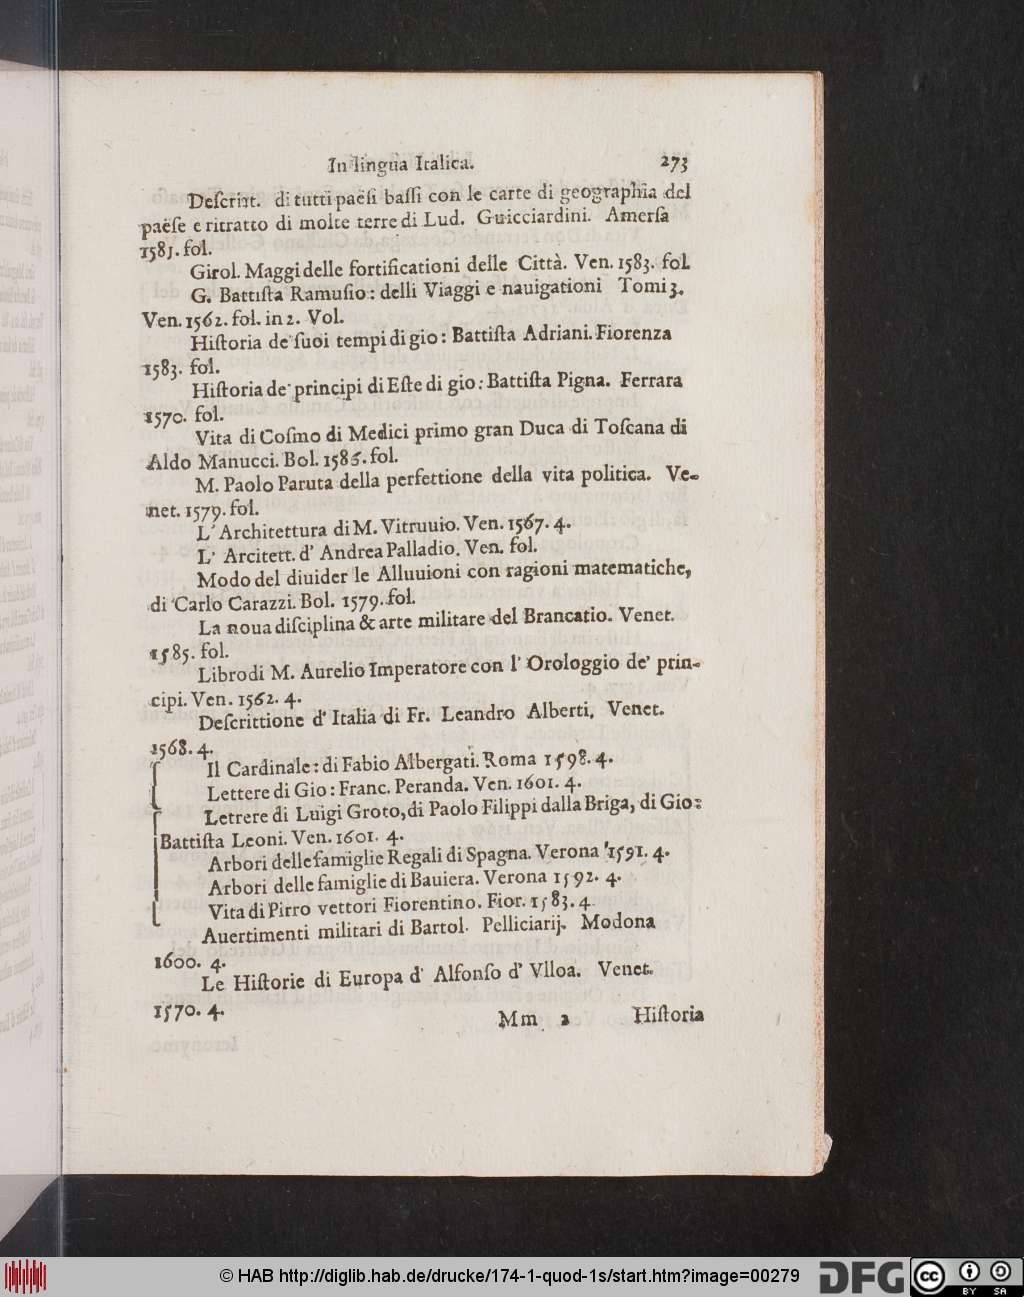 In lingua Italica. 273
Deſcritt. di tutti paëſi baſſi con le carte di geographia del
paëſe e ritratto di molte terre di Lud. Guicciardini. Amerſa
1581. fol.
Girol. Maggi delle fortificationi delle Città. Ven. 1583. fol.
G. Battiſta Ramuſio: delli Viaggi e nauigationi Tomi 3.
Ven. 1562. fol. in 2. Vol.
Hiſtoria de' ſuoi tempi di gio: Battiſta Adriani. Fiorenza
1583. fol.
Hiſtoria de' principi di Eſte di gio: Battiſta Pigna. Ferrara
1570. fol.
Vita di Coſmo di Medici primo gran Duca di Toſcana di
Aldo Manucci. Bol. 1586. fol.
M. Paolo Paruta della perfettione della vita politica. Ve-
net. 1579. fol.
L' Architettura di M. Vitruuio. Ven. 1567. 4.
L' Arcitett. d' Andrea Palladio. Ven. fol.
Modo del diuider le Alluuioni con ragioni matematiche,
di Carlo Carazzi. Bol. 1579. fol.
La noua diſciplina & arte militare del Brancatio. Venet.
1585. fol.
Libro di M. Aurelio Imperatore con l' Orologgio de' prin-
cipi. Ven. 1562. 4.
Deſcrittione d' Italia di Fr. Leandro Alberti. Venet.
1568. 4.
Il Cardinale: di Fabio Albergati. Roma 1598. 4.
Lettere di Gio: Franc. Peranda. Ven. 1601. 4.
Letrere di Luigi Groto, di Paolo Filippi dalla Briga, di Gio:
Battiſta Leoni. Ven. 1601. 4.
Arbori delle famiglie Regali di Spagna. Verona 1591. 4.
Arbori delle famiglie di Bauiera. Verona 1592. 4.
Vita di Pirro vettori Fiorentino. Fior. 1583. 4.
Auertimenti militari di Bartol. Pelliciarij. Modona
1600. 4.
Le Hiſtorie di Europa d' Alfonſo d' Vlloa. Venet.
1570. 4.
Mm 2 Hiſtoria
© HAB http://diglib.hab.de/drucke/174-1-quod-1s/start.htm?image=00279
DFG cc BY SA